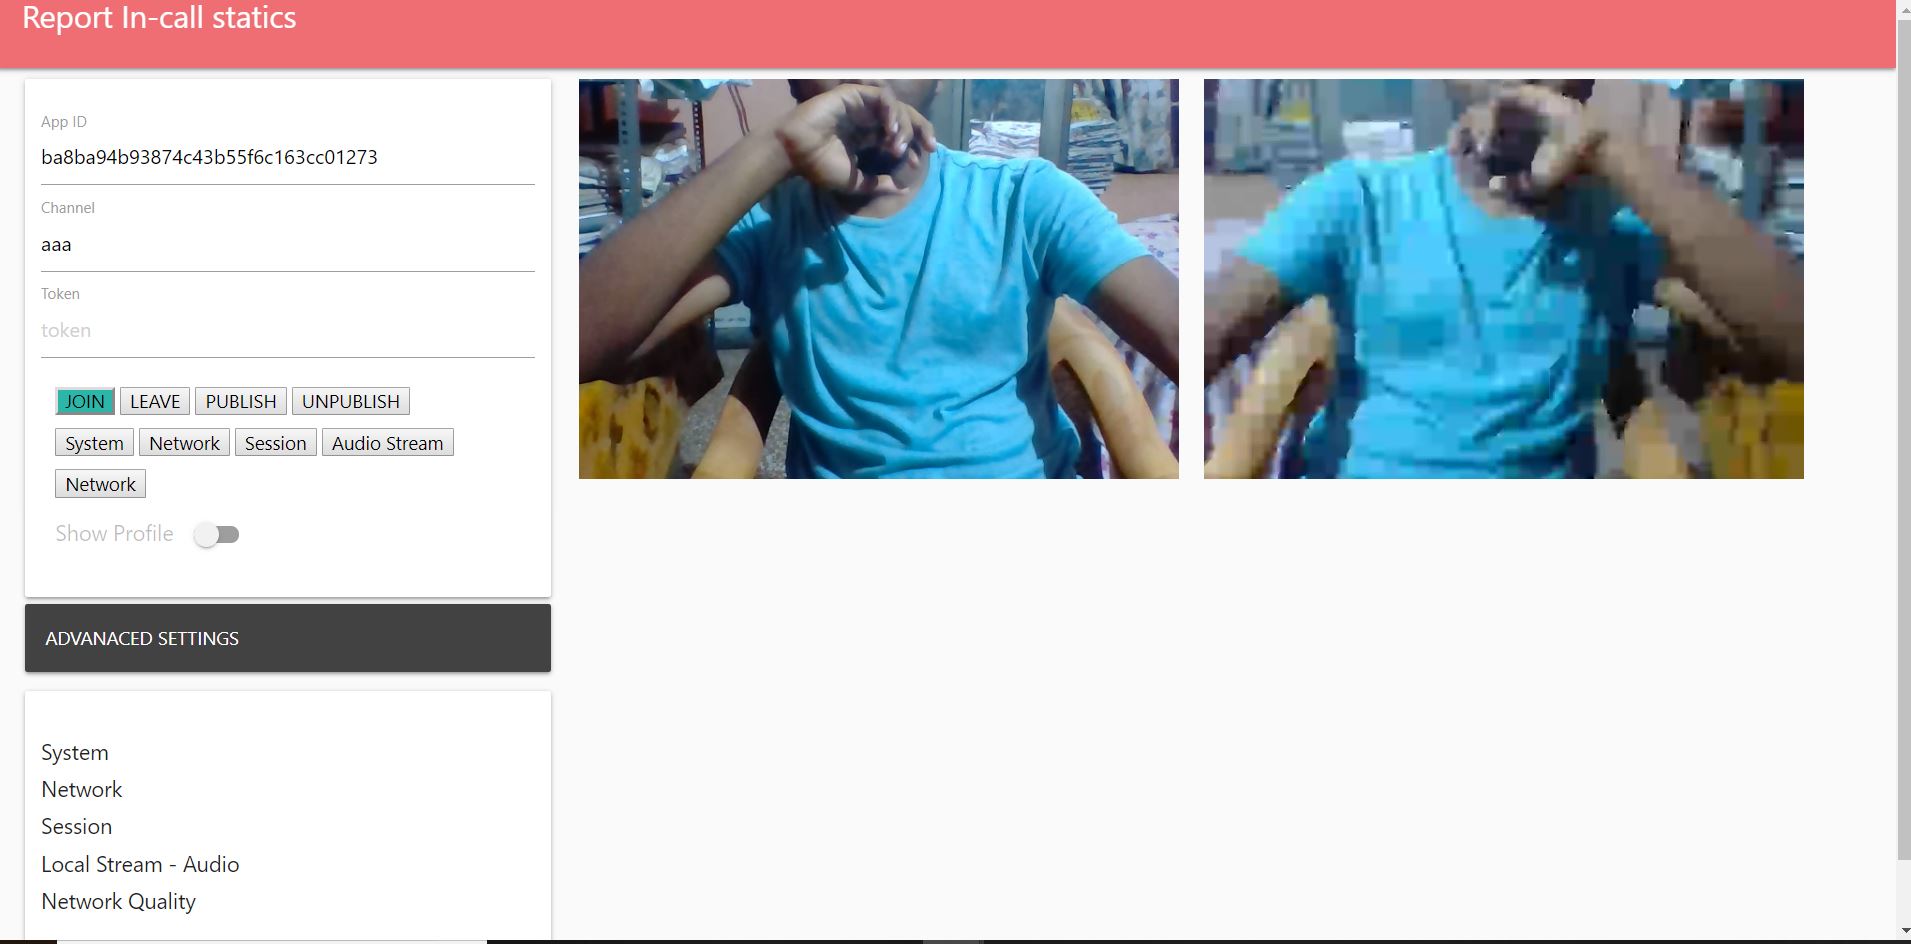 Report In-call statics
App ID
ba8ba94b93874c43b55f6c163cc01273
Channel
aaa
Token
token
JOIN LEAVE PUBLISH UNPUBLISH
System Network Session Audio Stream
Network
Show Profile
ADVANACED SETTINGS
System
Network
Session
Local Stream - Audio
Network Quality